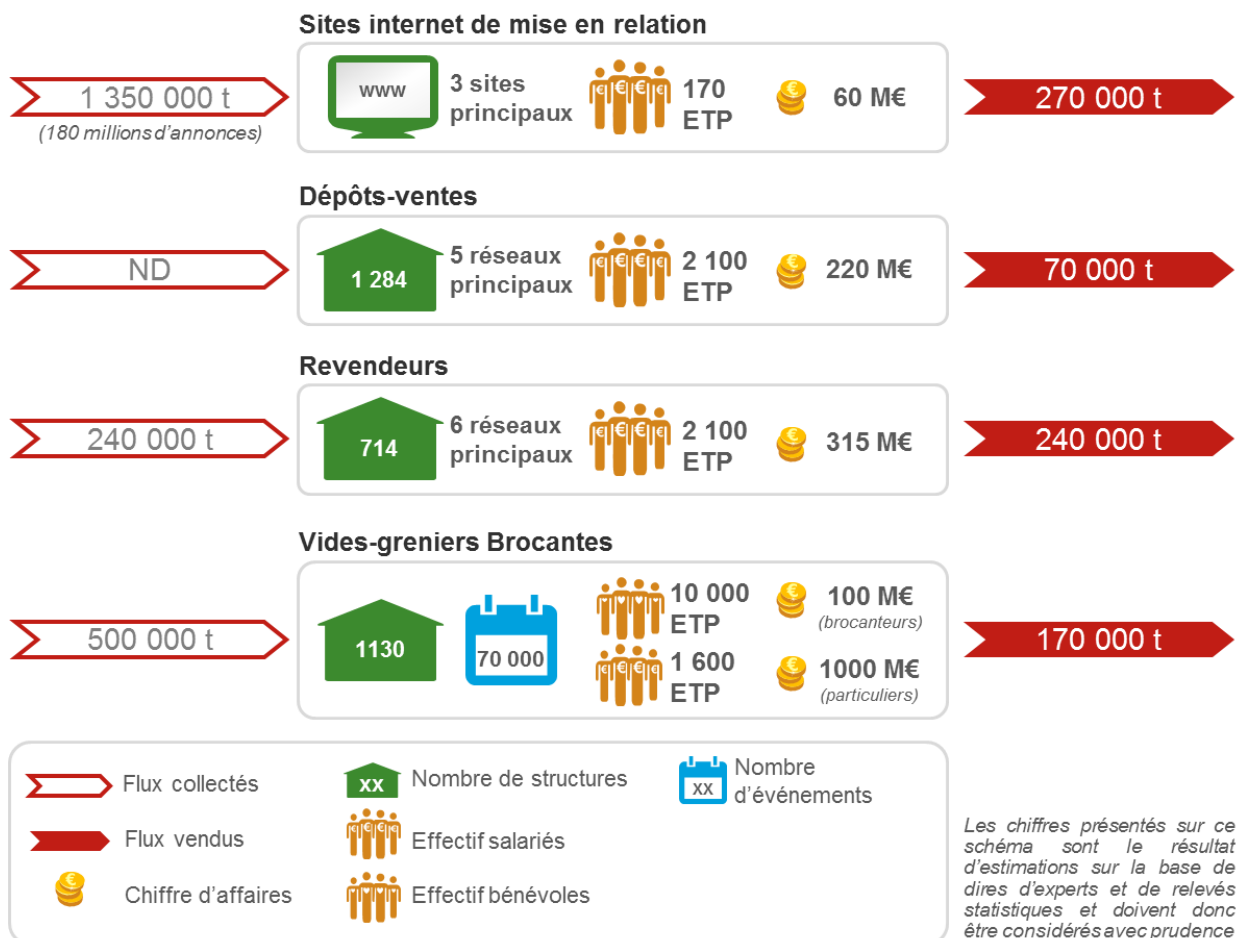 Sites internet de mise en relation
1 350 000 t
(180 millions d'annonces)
www
3 sites
principaux
170
ETP
60 M€
270 000 t
Dépôts-ventes
ND
1 284
5 réseaux
principaux
2 100
ETP
220 M€
70 000 t
Revendeurs
240 000 t
714
6 réseaux
principaux
2 100
ETP
315 M€
240 000 t
Vides-greniers Brocantes
500 000 t
1130
70 000
10 000
ETP
100 M€
(brocanteurs)
1 600
ETP
1000 M€
(particuliers)
170 000 t
Flux collectés
Flux vendus
Chiffre d'affaires
xx
Nombre de structures
Effectif salariés
Effectif bénévoles
xx
Nombre
d'événements
Les chiffres présentés sur ce
schéma sont le résultat
d'estimations sur la base de
dires d'experts et de relevés
statistiques et doivent donc
être considérés avec prudence